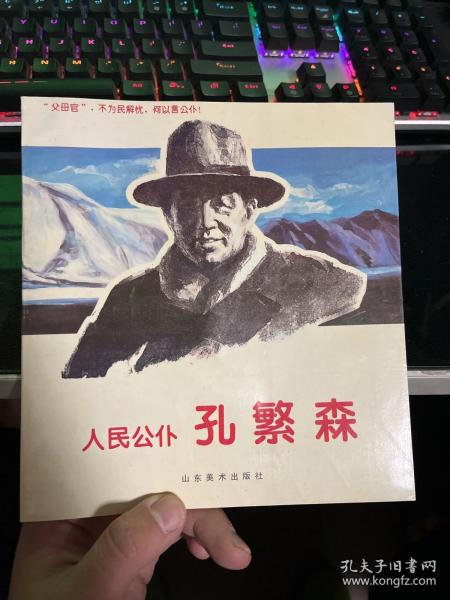 “父母官”，不为民解忧，何以言公仆！
人民公仆 孔繁森
山东美术出版社
孔夫子旧书网
www.kongfz.com